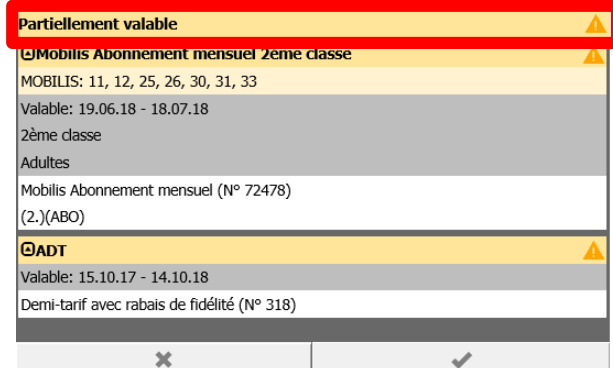 Partiellement valable
Mobilis Abonnement mensuel 2ème classe
MOBILIS: 11, 12, 25, 26, 30, 31, 33
Valable: 19.06.18 - 18.07.18
2ème classe
Adultes
Mobilis Abonnement mensuel (N° 72478)
(2.)(ABO)
ADT
Valable: 15.10.17 - 14.10.18
Demi-tarif avec rabais de fidélité (N° 318)